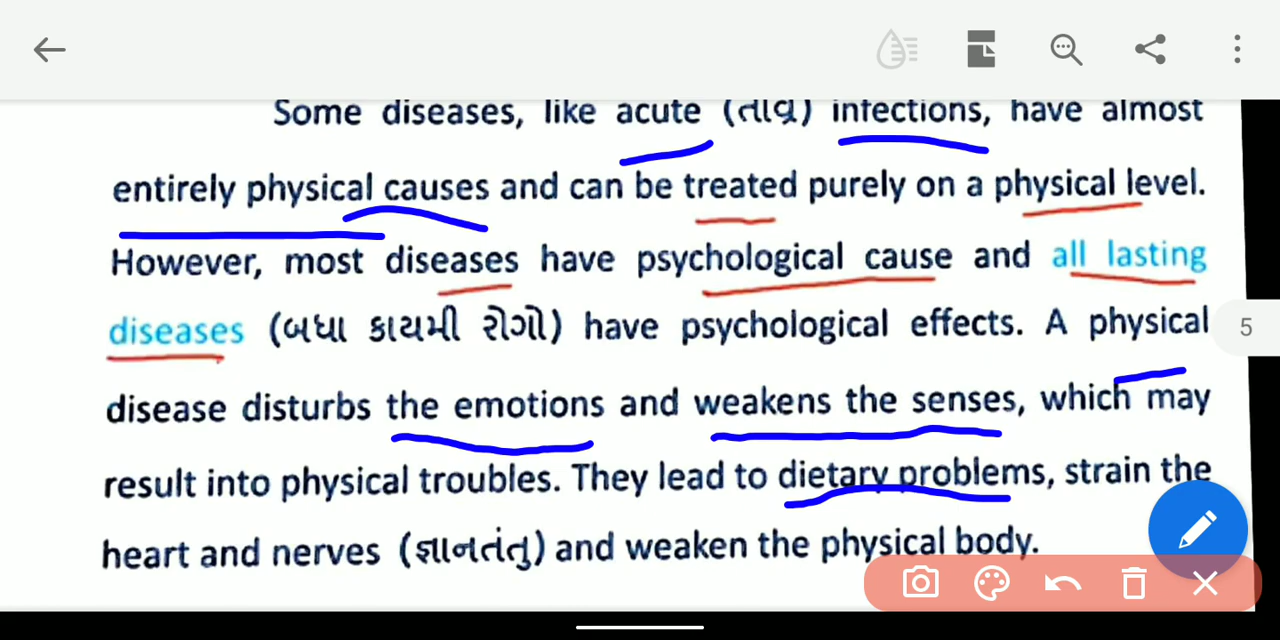 Some diseases, like acute (તીવ્ર) infections, have almost
entirely physical causes and can be treated purely on a physical level.
However, most diseases have psychological cause and all lasting
diseases (બધા કાયમી રોગો) have psychological effects. A physical
disease disturbs the emotions and weakens the senses, which may
result into physical troubles. They lead to dietary problems, strain the
heart and nerves (જ્ઞાનતંતુ) and weaken the physical body.
5